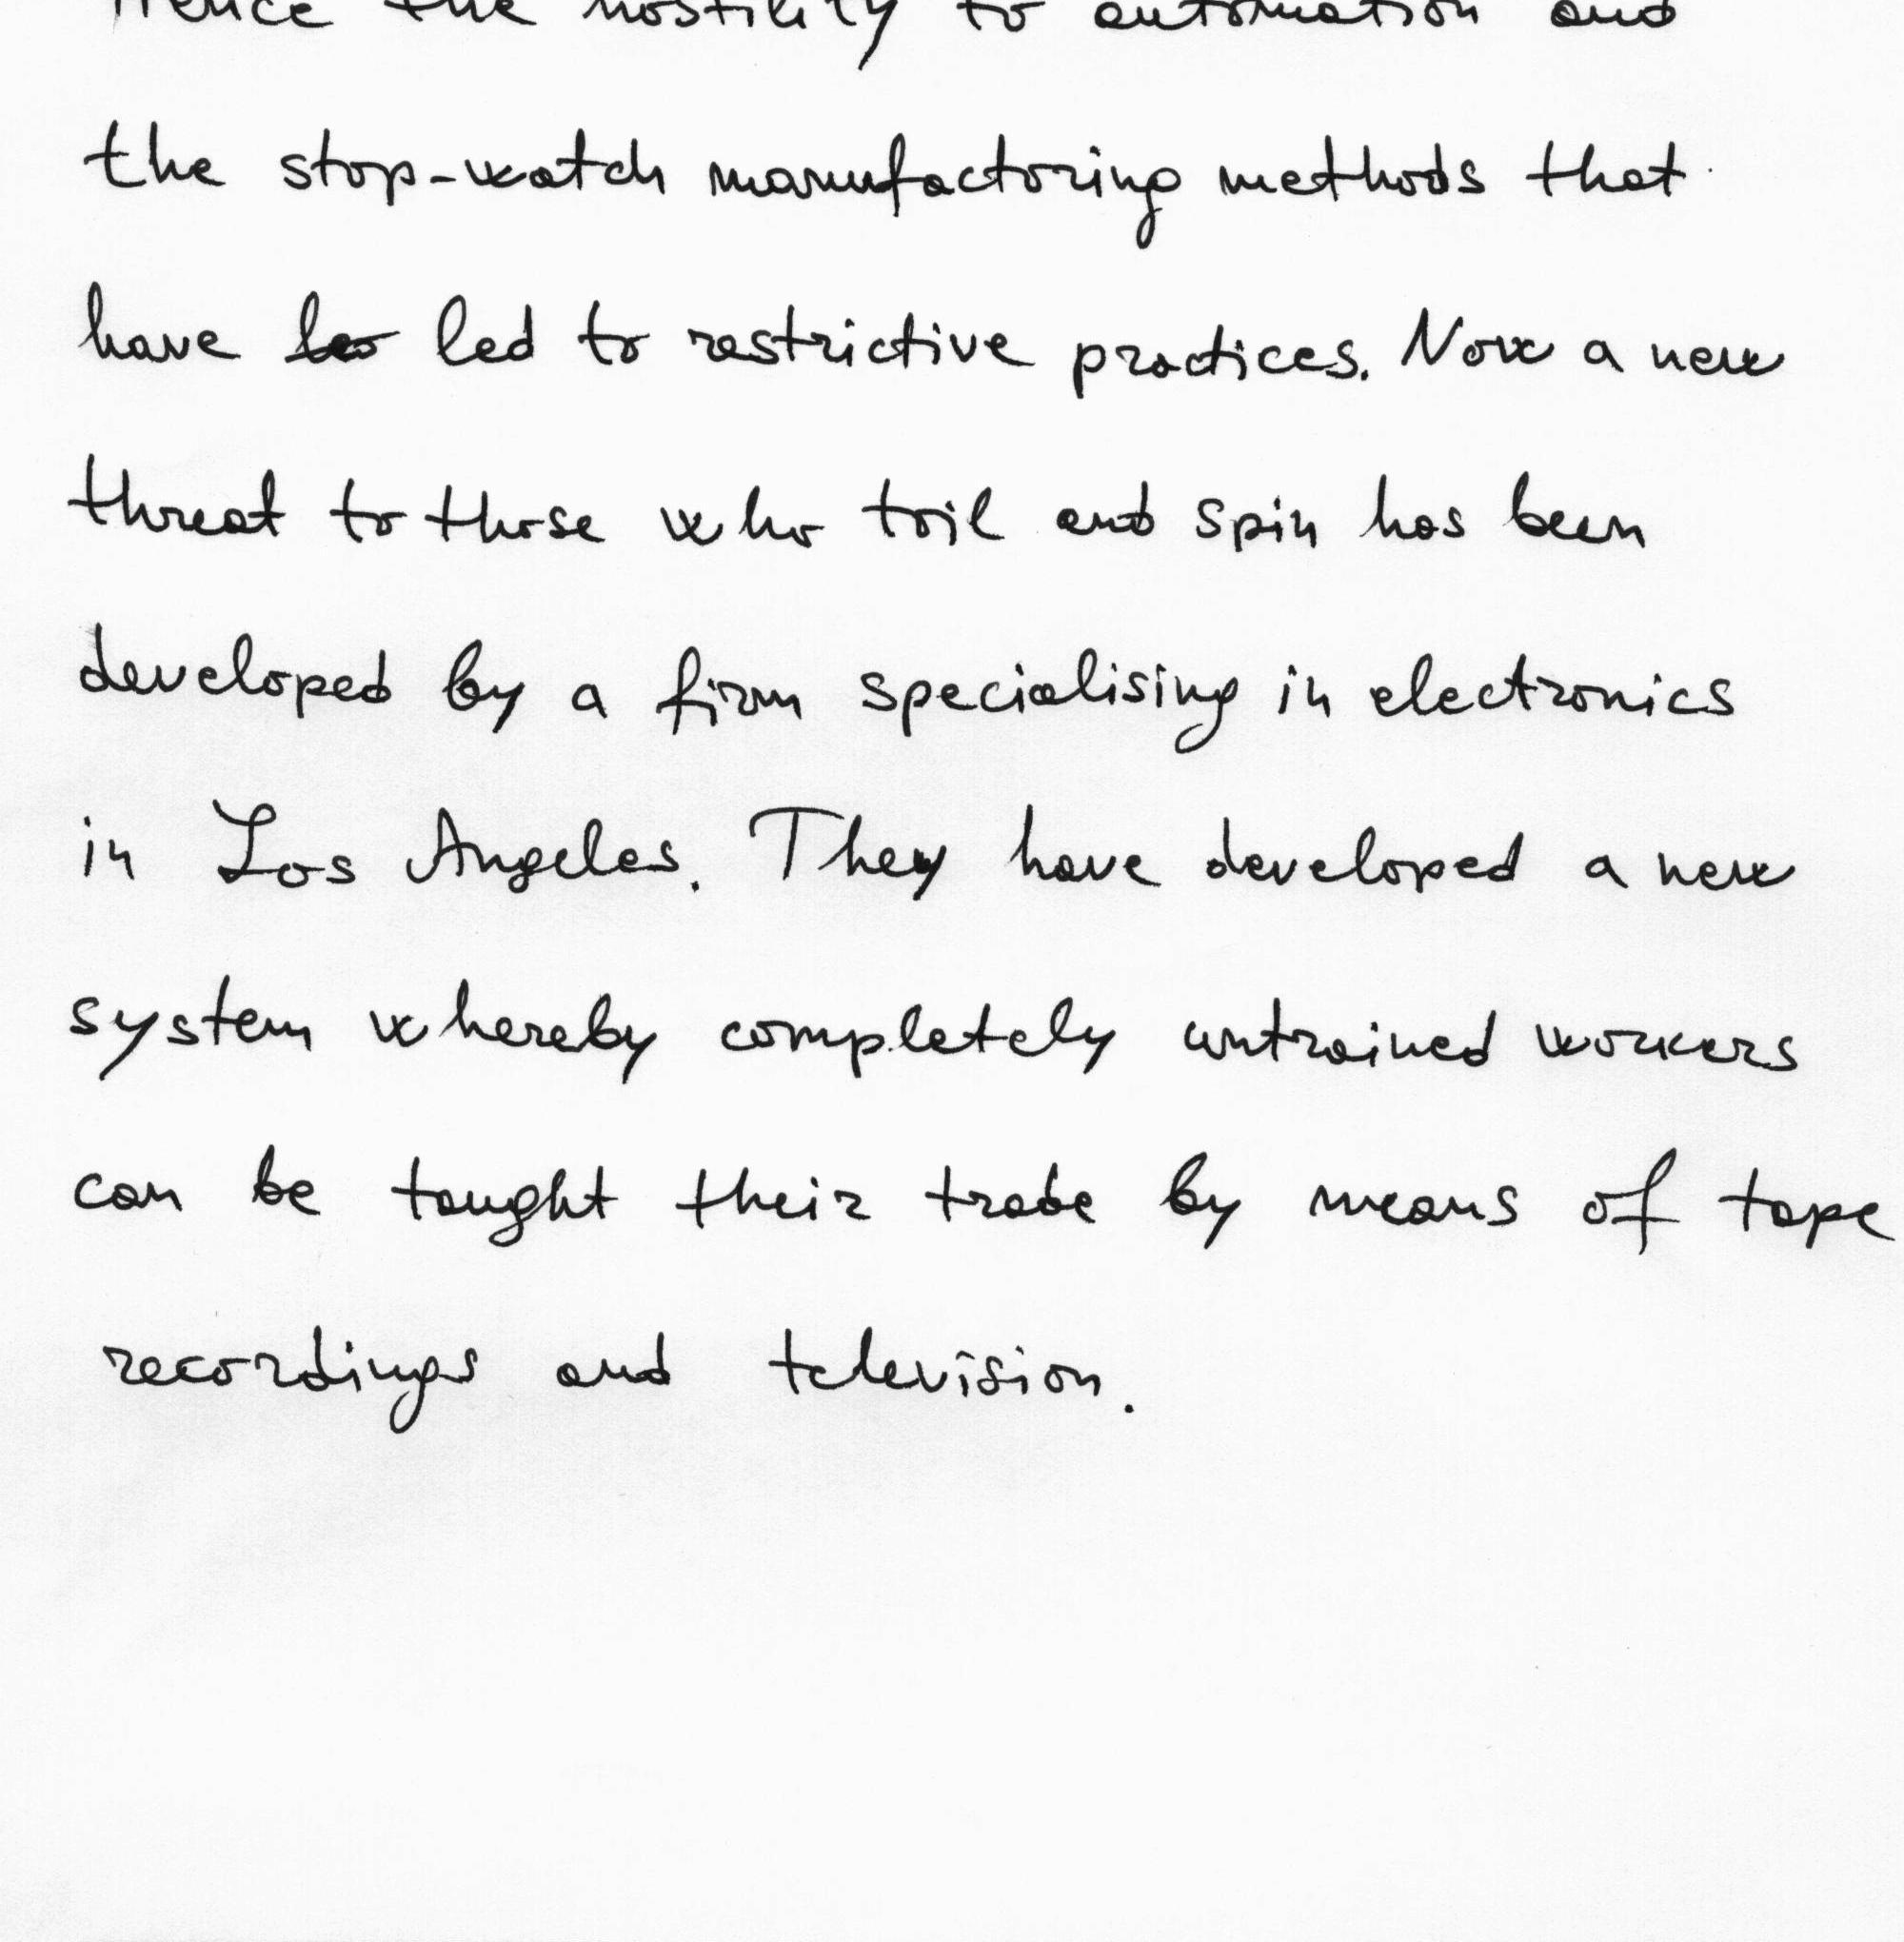 Hence the hostility to automation and
the stop-watch manufactoring methods that
have led to restrictive practices. Now a new
threat to those who toil and spin has been
developed by a firm specialising in electronics
in Los Angeles. They have developed a new
system whereby completely untrained workers
can be taught their trade by means of tape
recordings and television.